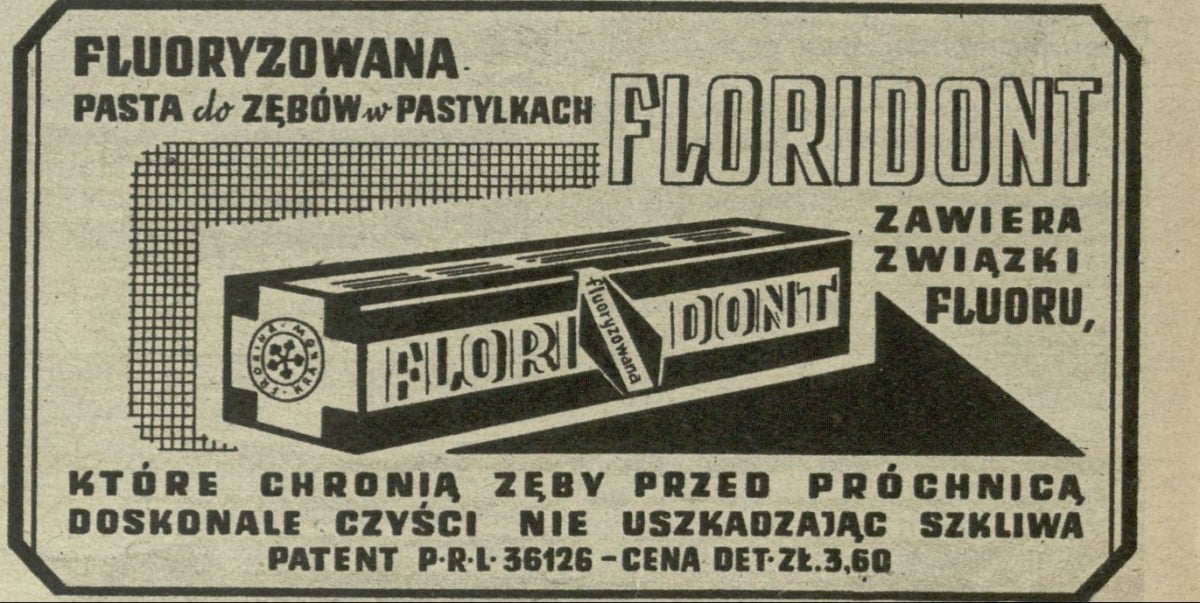 FLUORYZOWANA
PASTA do ZĘBÓW w PASTYLKACH
FLORIDONT
ZAWIERA
ZWIĄZKI
FLUORU,
FLORI DONT
fluoryzowana
KTÓRE CHRONIĄ ZĘBY PRZED PRÓCHNICĄ
DOSKONALE CZYŚCI NIE USZKADZAJĄC SZKLIWA
PATENT P·R·L· 36126 – CENA DET· ZŁ. 3,60